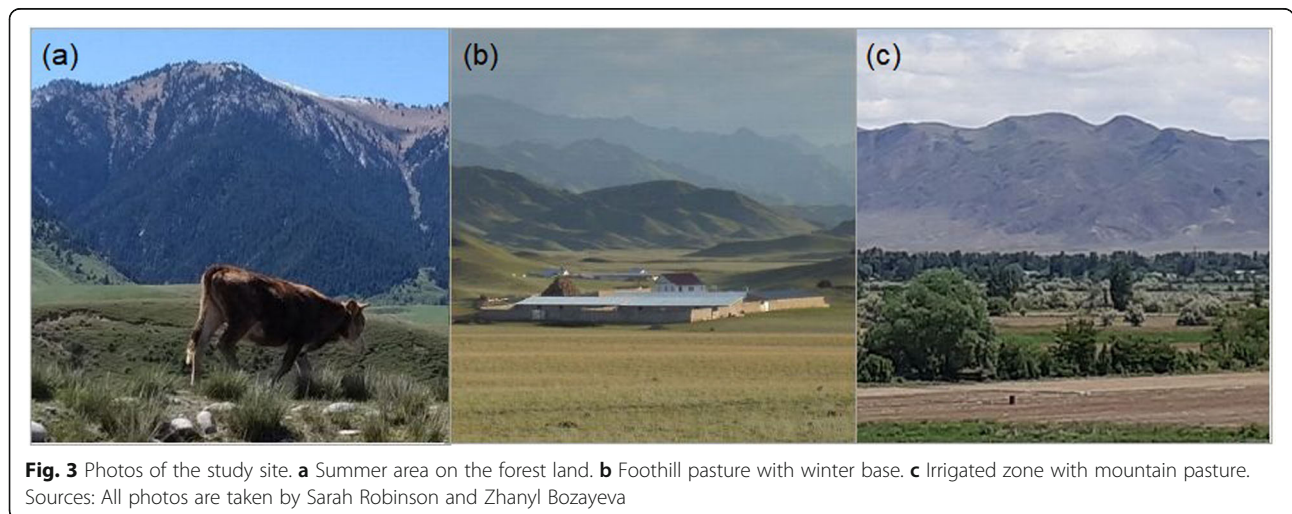 (a)
(b)
(c)
Fig. 3 Photos of the study site. a Summer area on the forest land. b Foothill pasture with winter base. c Irrigated zone with mountain pasture.
Sources: All photos are taken by Sarah Robinson and Zhanyl Bozayeva